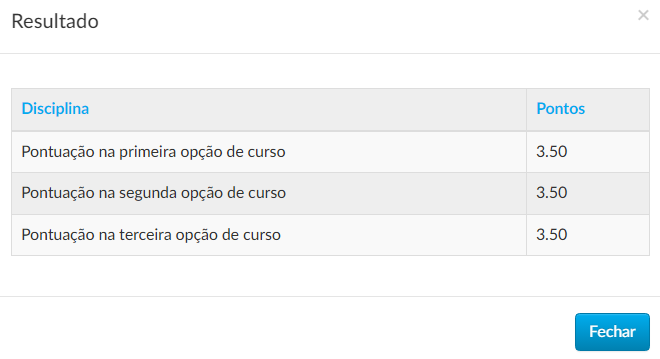 Resultado
×
Disciplina Pontos
Pontuação na primeira opção de curso 3.50
Pontuação na segunda opção de curso 3.50
Pontuação na terceira opção de curso 3.50
Fechar